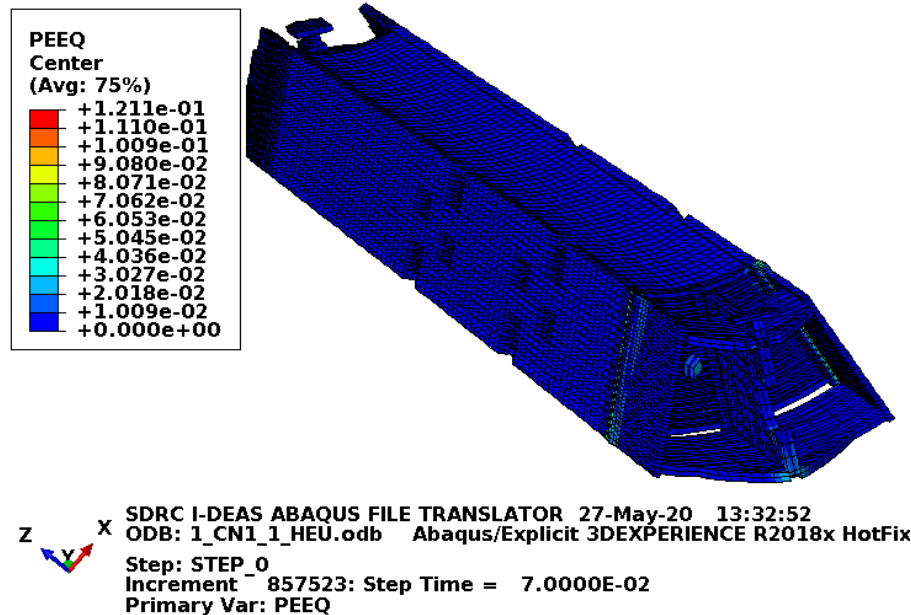 PEEQ
Center
(Avg: 75%)
+1.211e-01
+1.110e-01
+1.009e-01
+9.080e-02
+8.071e-02
+7.062e-02
+6.053e-02
+5.045e-02
+4.036e-02
+3.027e-02
+2.018e-02
+1.009e-02
+0.000e+00
Z
X
Y
SDRC I-DEAS ABAQUS FILE TRANSLATOR 27-May-20 13:32:52
ODB: 1_CN1_1_HEU.odb Abaqus/Explicit 3DEXPERIENCE R2018x HotFix
Step: STEP_0
Increment 857523: Step Time = 7.0000E-02
Primary Var: PEEQ